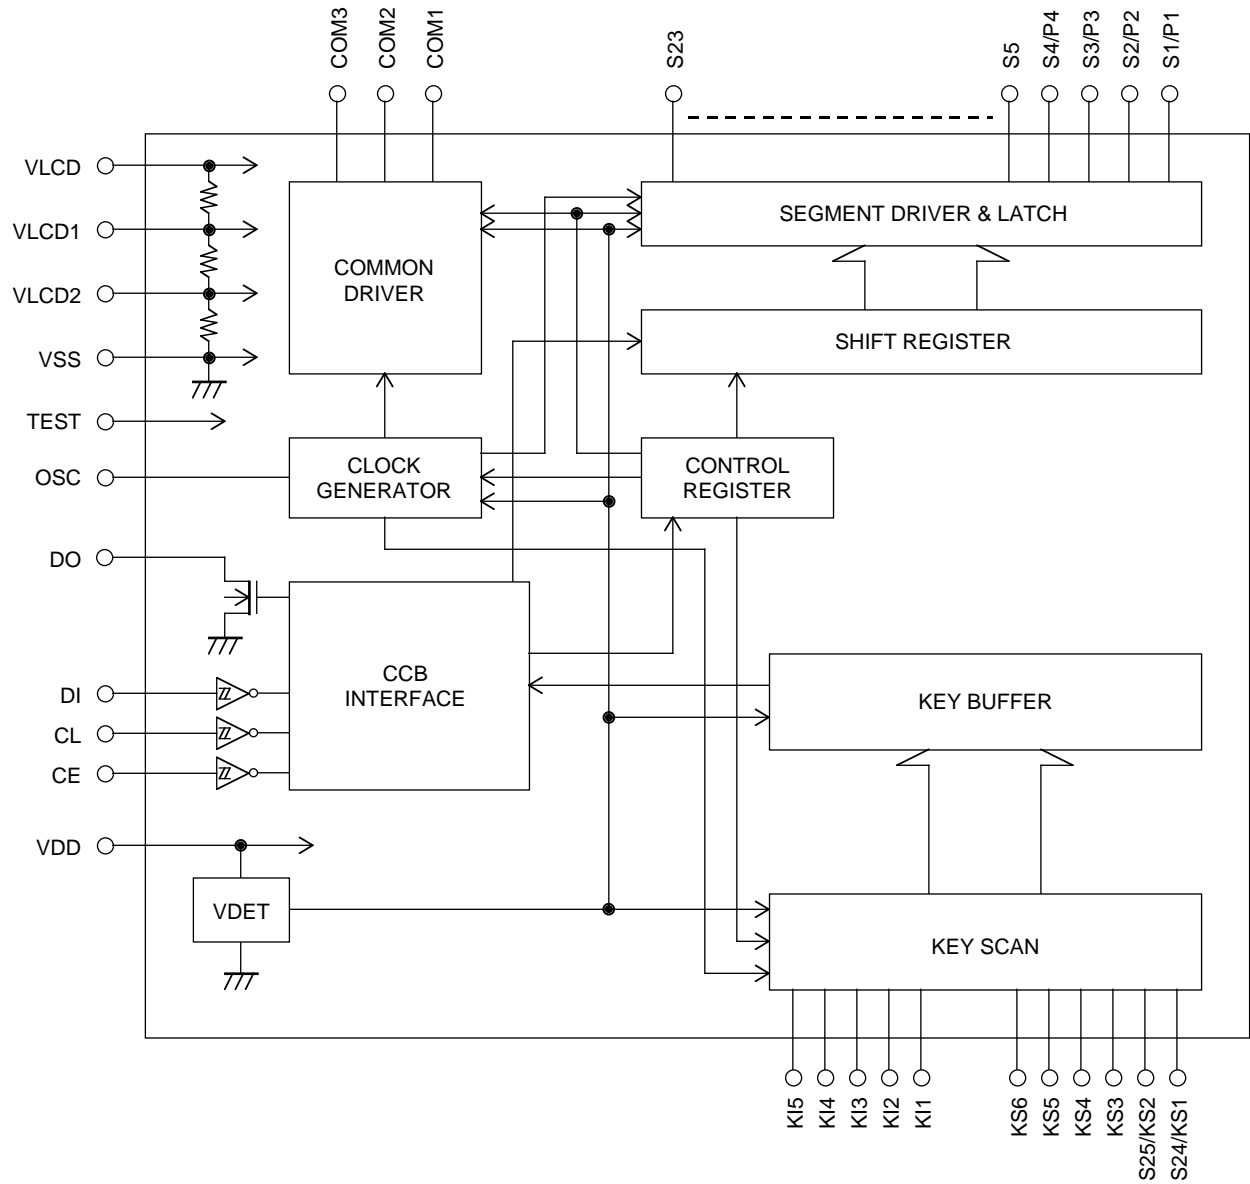 COM3
COM2
COM1
S23
S5
S4/P4
S3/P3
S2/P2
S1/P1
VLCD
VLCD1
VLCD2
VSS
TEST
OSC
DO
DI
CL
CE
VDD
COMMON
DRIVER
SEGMENT DRIVER & LATCH
SHIFT REGISTER
CLOCK
GENERATOR
CONTROL
REGISTER
CCB
INTERFACE
KEY BUFFER
VDET
KEY SCAN
KI5
KI4
KI3
KI2
KI1
KS6
KS5
KS4
KS3
S25/KS2
S24/KS1